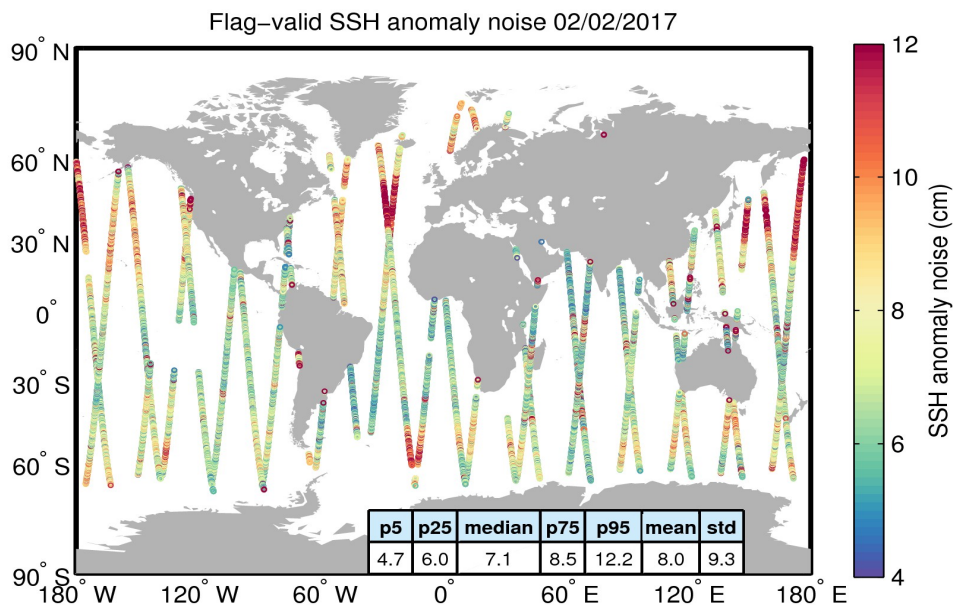 Flag−valid SSH anomaly noise 02/02/2017
90° N
60° N
30° N
0°
30° S
60° S
90° S
180° W
120° W
60° W
0°
60° E
120° E
180° E
p5 p25 median p75 p95 mean std
4.7 6.0 7.1 8.5 12.2 8.0 9.3
12
10
8
6
4
SSH anomaly noise (cm)